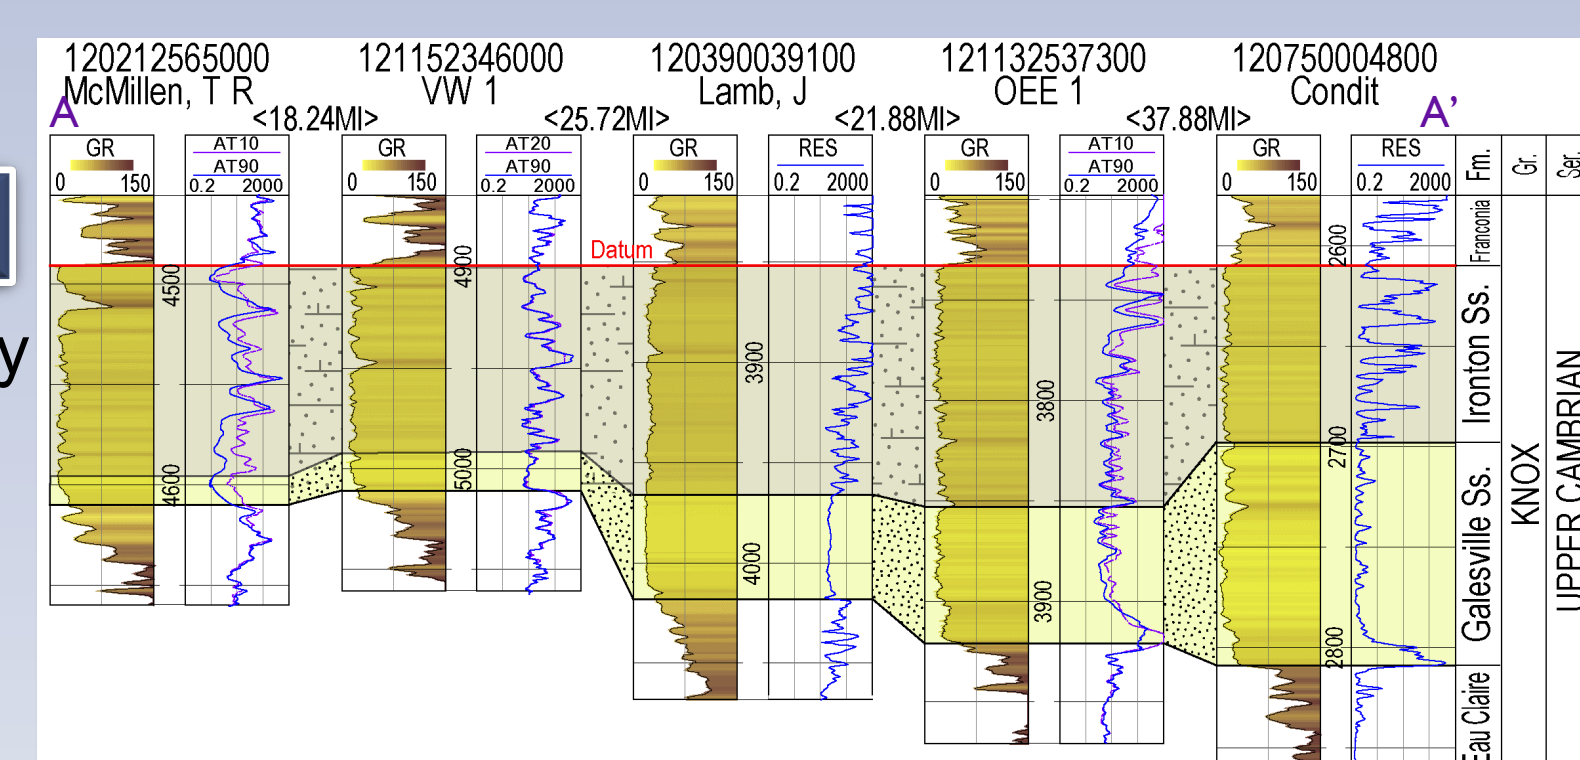 120212565000 121152346000 120390039100 121132537300 120750004800
McMillen, T R VW 1 Lamb, J OEE 1 Condit
A <18.24MI> <25.72MI> <21.88MI> <37.88MI> A’
GR AT10 GR AT20 GR RES GR AT10 GR RES
AT90 AT90 AT90
0 150 0.2 2000 0 150 0.2 2000 0 150 0.2 2000 0 150 0.2 2000 0 150 0.2 2000
Fm. Gr. Ser.
Datum
4500
4600
4900
5000
3900
4000
3800
3900
2600
2700
2800
Franconia
Ironton Ss.
Galesville Ss.
Eau Claire
KNOX
UPPER CAMBRIAN
y